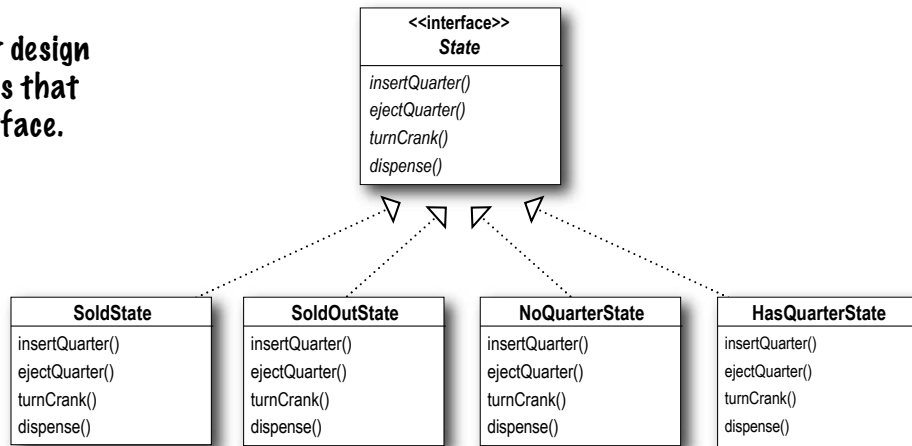 design
s that
face.
<<interface>>
State
insertQuarter()
ejectQuarter()
turnCrank()
dispense()
SoldState
insertQuarter()
ejectQuarter()
turnCrank()
dispense()
SoldOutState
insertQuarter()
ejectQuarter()
turnCrank()
dispense()
NoQuarterState
insertQuarter()
ejectQuarter()
turnCrank()
dispense()
HasQuarterState
insertQuarter()
ejectQuarter()
turnCrank()
dispense()